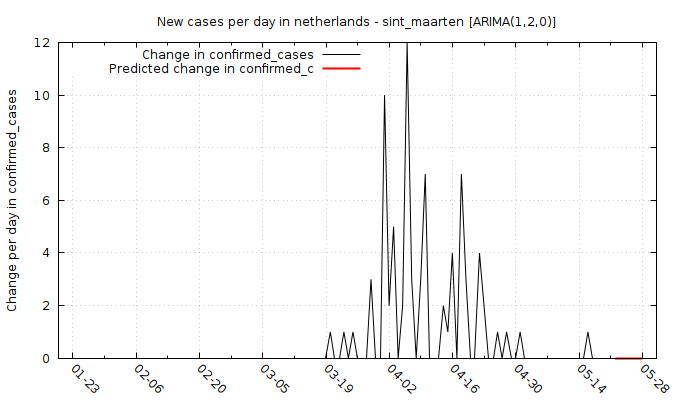 New cases per day in netherlands - sint_maarten [ARIMA(1,2,0)]
Change in confirmed_cases
Predicted change in confirmed_c
Change per day in confirmed_cases
12
10
8
6
4
2
0
01-23 02-06 02-20 03-05 03-19 04-02 04-16 04-30 05-14 05-28